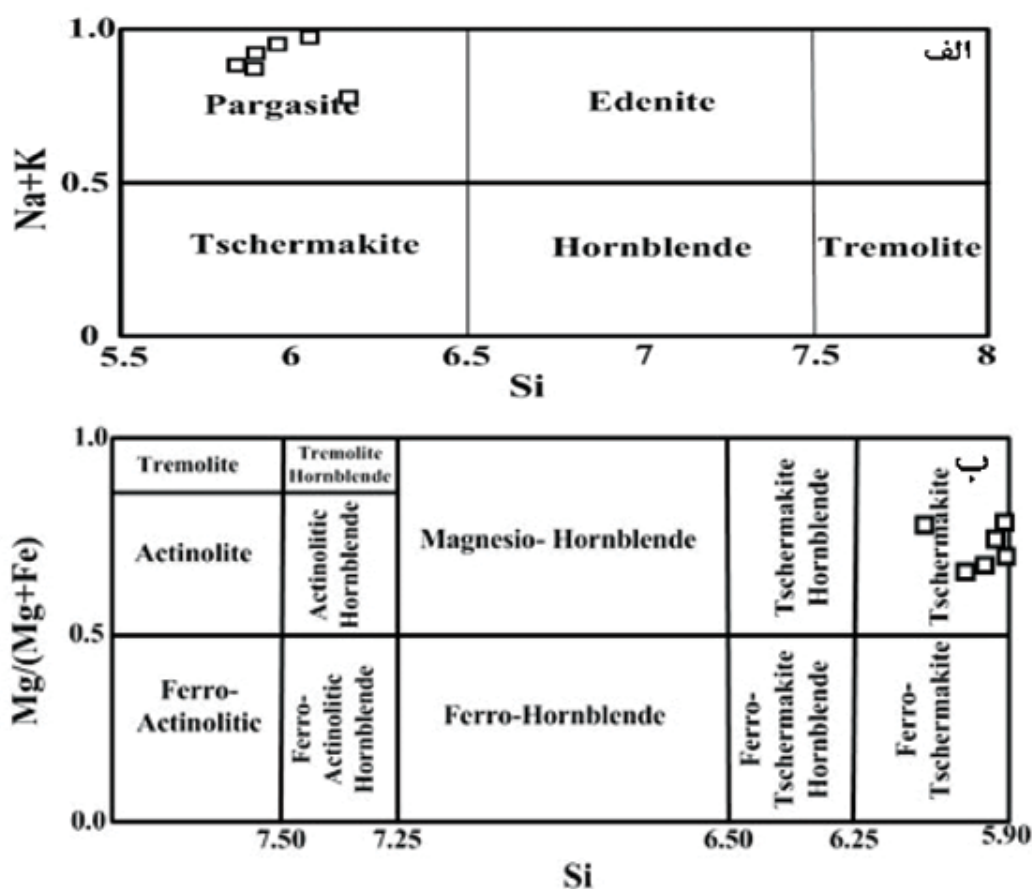 1.0
الف
Pargasite
Edenite
Na+K
0.5
Tschermakite
Hornblende
Tremolite
0
5.5
6
6.5
7
7.5
8
Si
1.0
ب
Tremolite
Tremolite
Hornblende
Actinolite
Actinolitic
Hornblende
Magnesio- Hornblende
Tschermakite
Hornblende
Tschermakite
Mg/(Mg+Fe)
0.5
Ferro-
Actinolitic
Ferro-
Actinolitic
Hornblende
Ferro-Hornblende
Ferro-
Tschermakite
Hornblende
Ferro-
Tschermakite
0.0
7.50
7.25
6.50
6.25
5.90
Si